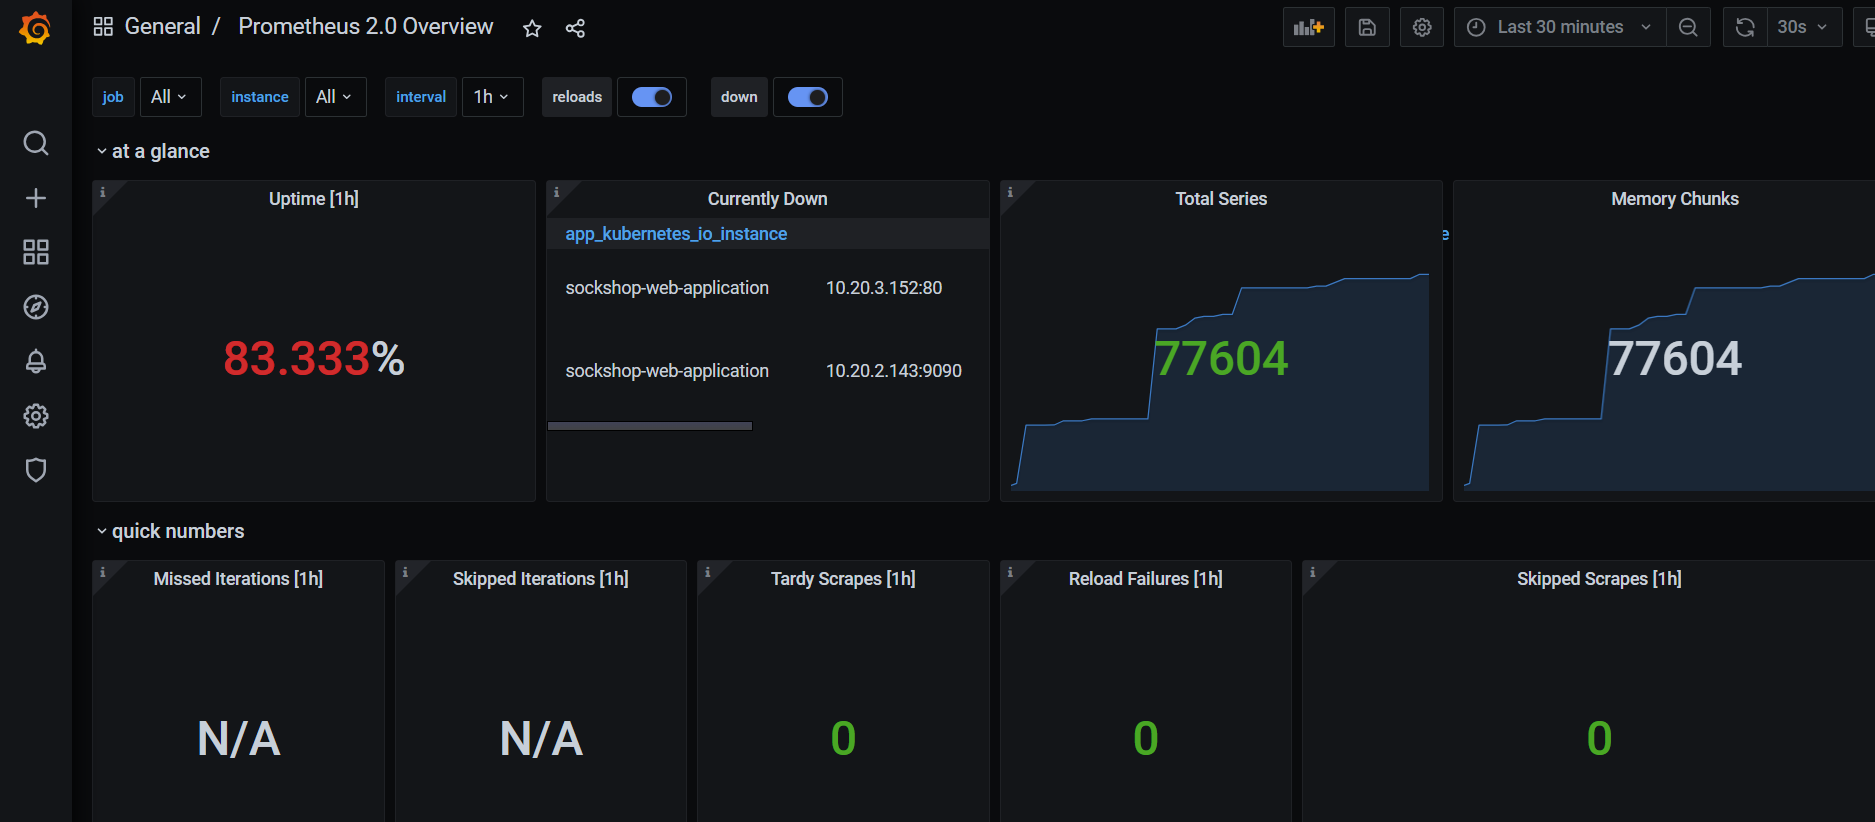 General / Prometheus 2.0 Overview
Last 30 minutes
30s
job All instance All interval 1h reloads down
at a glance
Uptime [1h]
83.333%
Currently Down
app_kubernetes_io_instance
sockshop-web-application 10.20.3.152:80
sockshop-web-application 10.20.2.143:9090
Total Series
77604
e
Memory Chunks
77604
quick numbers
Missed Iterations [1h]
N/A
Skipped Iterations [1h]
N/A
Tardy Scrapes [1h]
0
Reload Failures [1h]
0
Skipped Scrapes [1h]
0